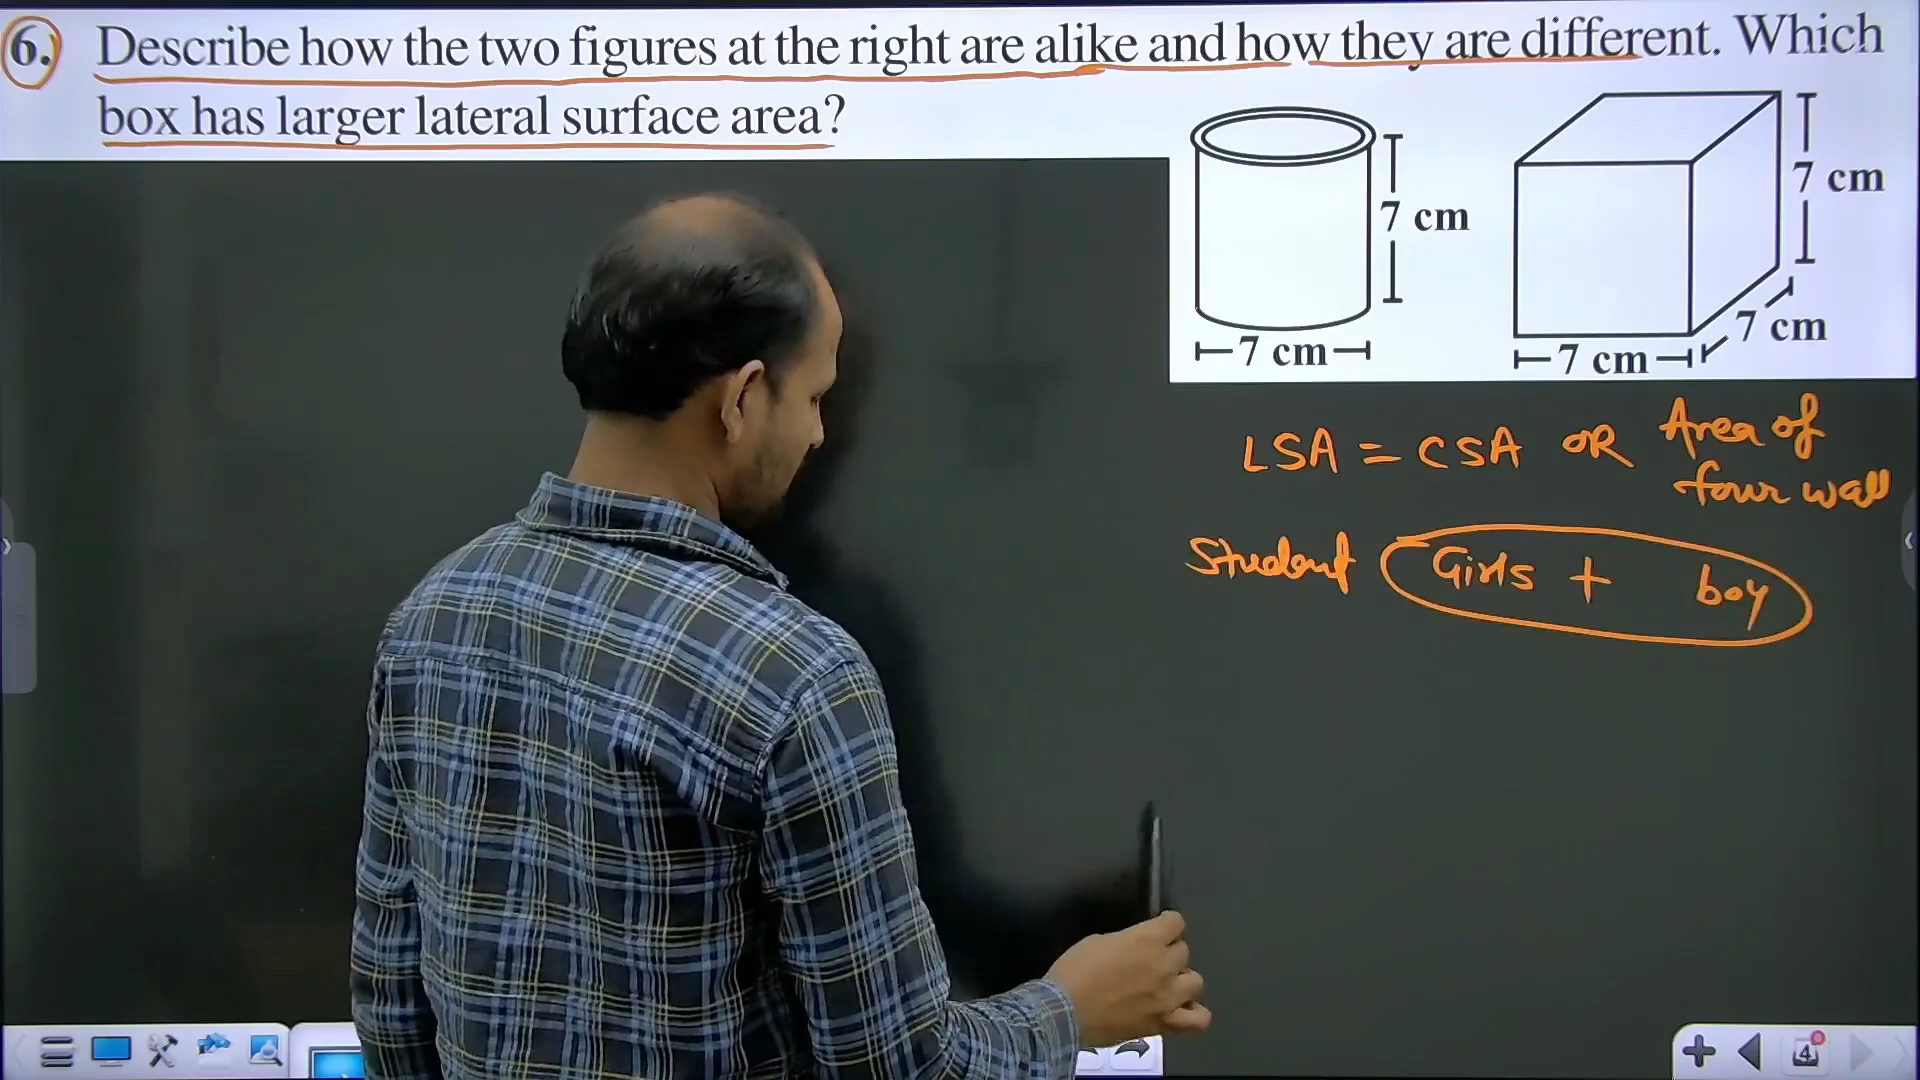 6. Describe how the two figures at the right are alike and how they are different. Which
box has larger lateral surface area?
7 cm
7 cm
7 cm
7 cm
7 cm
LSA = CSA OR Area of
four wall
Student Girls + boy
4